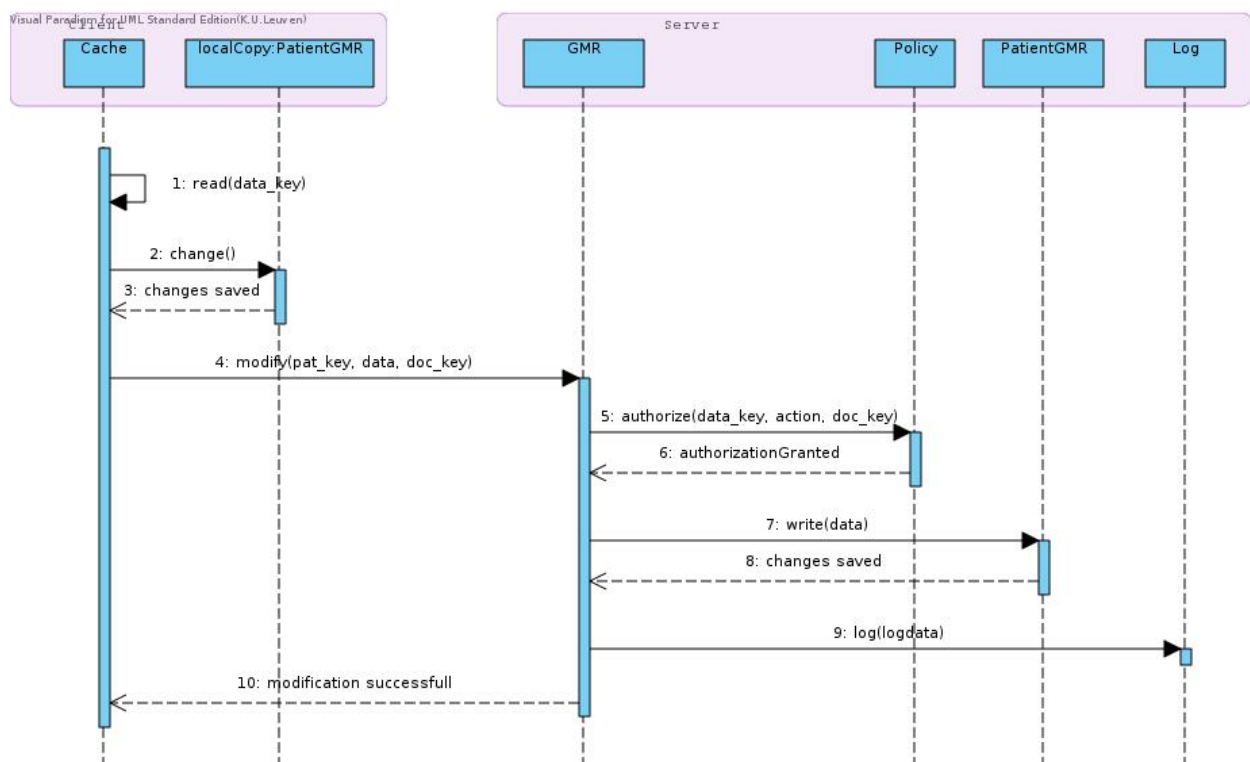 Visual Paradigm for UML Standard Edition(K.U.Leuven)
Client
Server
Cache
localCopy:PatientGMR
GMR
Policy
PatientGMR
Log
1: read(data_key)
2: change()
3: changes saved
4: modify(pat_key, data, doc_key)
5: authorize(data_key, action, doc_key)
6: authorizationGranted
7: write(data)
8: changes saved
9: log(logdata)
10: modification successfull